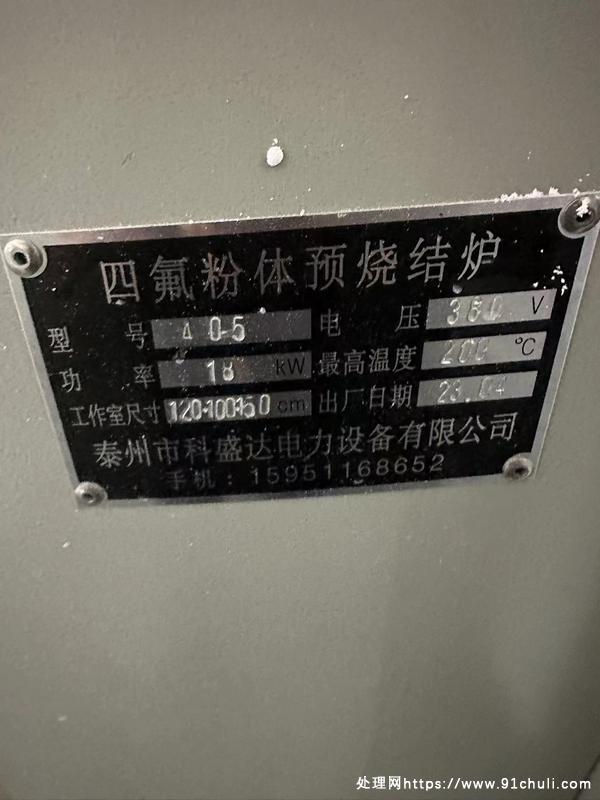 四氟粉体预烧结炉
型 号 40-5 电 压 380 V
功 率 18 kW 最高温度 200 ℃
工作室尺寸 120·100·150 cm 出厂日期 23.04
泰州市科盛达电力设备有限公司
手机：15951168652
处理网https://www.91chuli.com